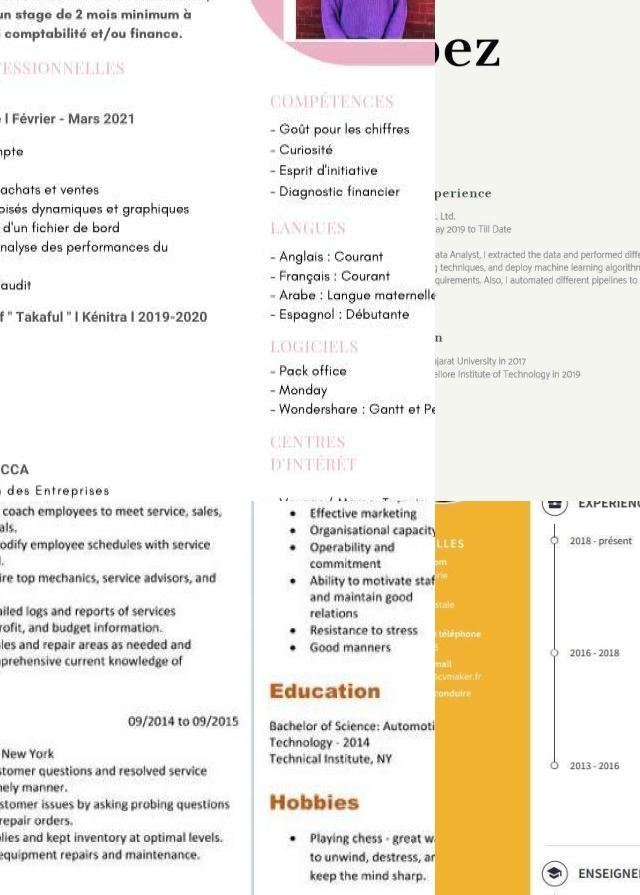 un stage de 2 mois minimum à
comptabilité et/ou finance.
ESSIONNELLES
l Février - Mars 2021
mpte
achats et ventes
oisés dynamiques et graphiques
d'un fichier de bord
nalyse des performances du
audit
f " Takaful " l Kénitra l 2019-2020
CCA
des Entreprises
COMPÉTENCES
- Goût pour les chiffres
- Curiosité
- Esprit d'initiative
- Diagnostic financier
LANGUES
- Anglais : Courant
- Français : Courant
- Arabe : Langue maternelle
- Espagnol : Débutante
LOGICIELS
- Pack office
- Monday
- Wondershare : Gantt et Pe
CENTRES
D'INTÉRÊT
pez
perience
. Ltd.
ay 2019 to Till Date
ata Analyst, I extracted the data and performed diffe
g techniques, and deploy machine learning algorithm
quirements. Also, I automated different pipelines to
n
jarat University in 2017
ellore Institute of Technology in 2019
coach employees to meet service, sales,
als.
odify employee schedules with service
ire top mechanics, service advisors, and
ailed logs and reports of services
rofit, and budget information.
les and repair areas as needed and
prehensive current knowledge of
09/2014 to 09/2015
New York
stomer questions and resolved service
nely manner.
stomer issues by asking probing questions
repair orders.
plies and kept inventory at optimal levels.
equipment repairs and maintenance.
• Effective marketing
• Organisational capacity
• Operability and
commitment
• Ability to motivate staf
and maintain good
relations
• Resistance to stress
• Good manners
Education
Bachelor of Science: Automoti
Technology - 2014
Technical Institute, NY
Hobbies
• Playing chess - great w
to unwind, destress, an
keep the mind sharp.
LLES
om
rie
stale
téléphone
mail
cvmaker.fr
conduire
EXPÉRIENC
2018 - présent
2016 - 2018
2013 - 2016
ENSEIGNE